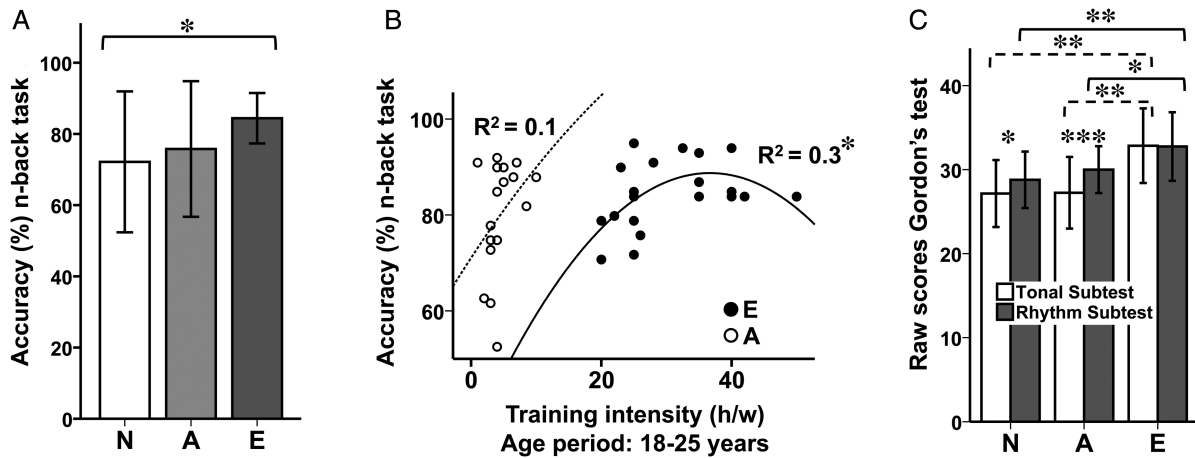 A
Accuracy (%) n-back task
100
80
60
40
20
0
*
N
A
E
B
Accuracy (%) n-back task
100
80
60
R² = 0.1
R² = 0.3*
E
A
0
20
40
Training intensity (h/w)
Age period: 18-25 years
C
Raw scores Gordon's test
40
30
20
10
0
**
**
*
**
*
***
Tonal Subtest
Rhythm Subtest
N
A
E